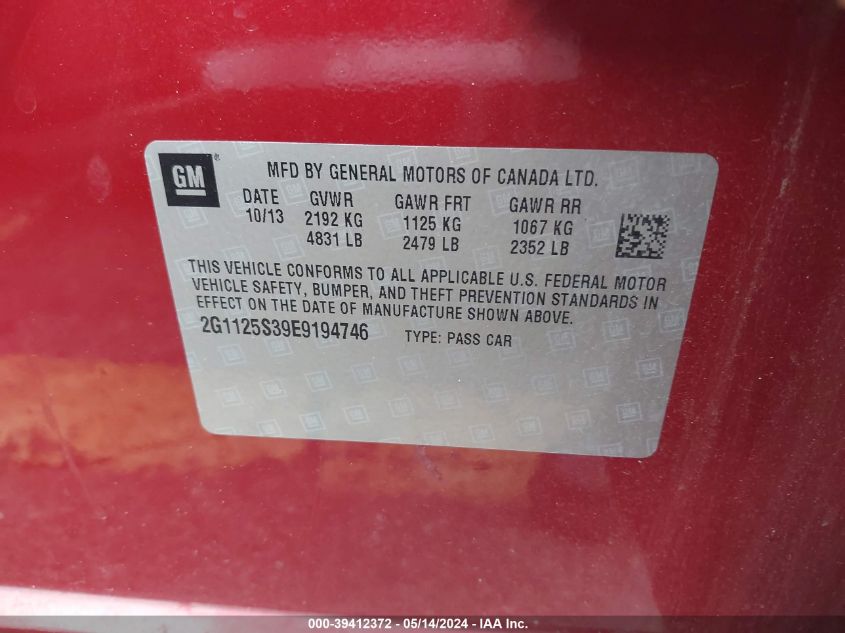 GM
MFD BY GENERAL MOTORS OF CANADA LTD.
DATE GVWR GAWR FRT GAWR RR
10/13 2192 KG 1125 KG 1067 KG
4831 LB 2479 LB 2352 LB
THIS VEHICLE CONFORMS TO ALL APPLICABLE U.S. FEDERAL MOTOR
VEHICLE SAFETY, BUMPER, AND THEFT PREVENTION STANDARDS IN
EFFECT ON THE DATE OF MANUFACTURE SHOWN ABOVE.
2G1125S39E9194746 TYPE: PASS CAR
000-39412372 - 05/14/2024 - IAA Inc.